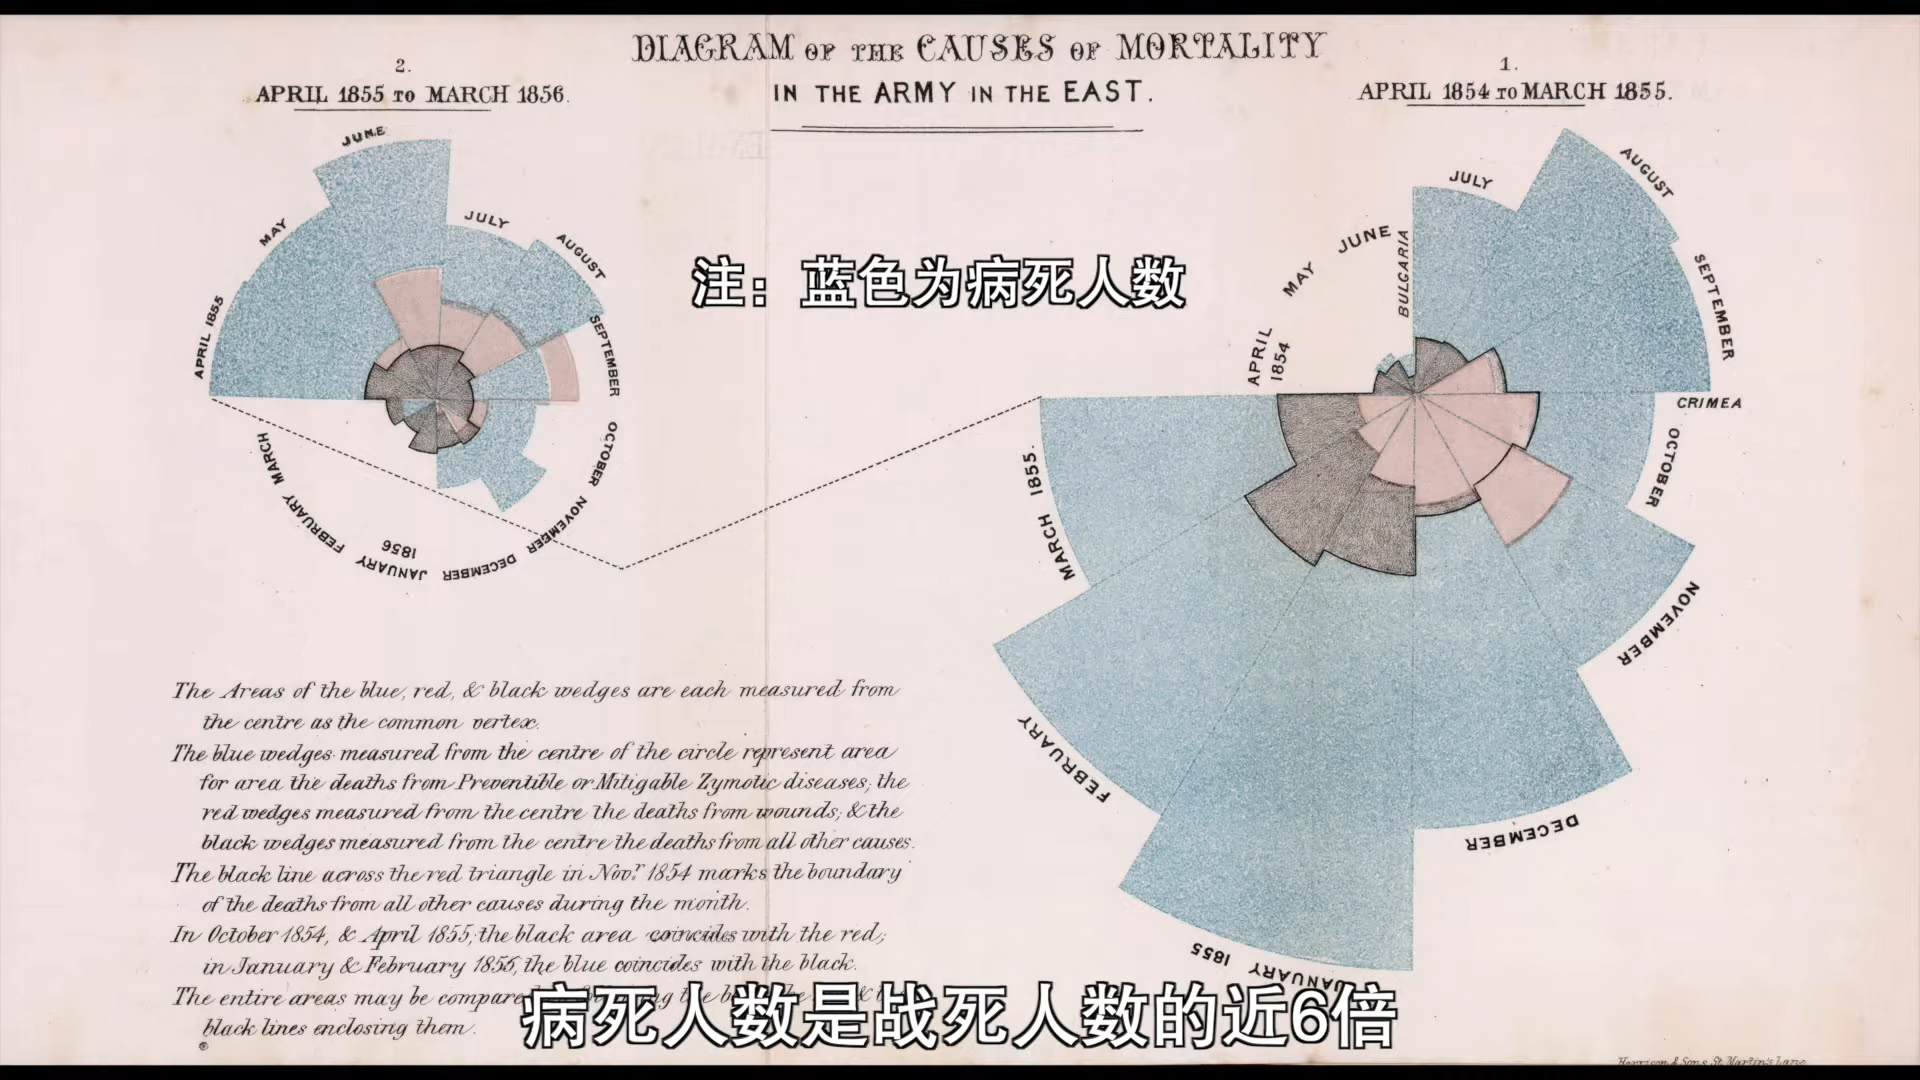 DIAGRAM OF THE CAUSES OF MORTALITY
IN THE ARMY IN THE EAST.
2.
APRIL 1855 TO MARCH 1856.
1.
APRIL 1854 TO MARCH 1855.
JUNE
MAY
JULY
AUGUST
APRIL 1855
SEPTEMBER
OCTOBER
NOVEMBER
DECEMBER
JANUARY
1856
FEBRUARY
MARCH
注：蓝色为病死人数
APRIL
1854
MAY
JUNE
BULGARIA
JULY
AUGUST
SEPTEMBER
CRIMEA
OCTOBER
NOVEMBER
DECEMBER
JANUARY 1855
FEBRUARY
MARCH 1855.
The Areas of the blue, red, & black wedges are each measured from
the centre as the common vertex.
The blue wedges measured from the centre of the circle represent area
for area the deaths from Preventible or Mitigable Zymotic diseases; the
red wedges measured from the centre the deaths from wounds; & the
black wedges measured from the centre the deaths from all other causes.
The black line across the red triangle in Novr. 1854 marks the boundary
of the deaths from all other causes during the month.
In October 1854, & April 1855, the black area coincides with the red;
in January & February 1856, the blue coincides with the black.
The entire areas may be compared
black lines enclosing them.
病死人数是战死人数的近6倍
Harrison & Sons St. Martin's Lane